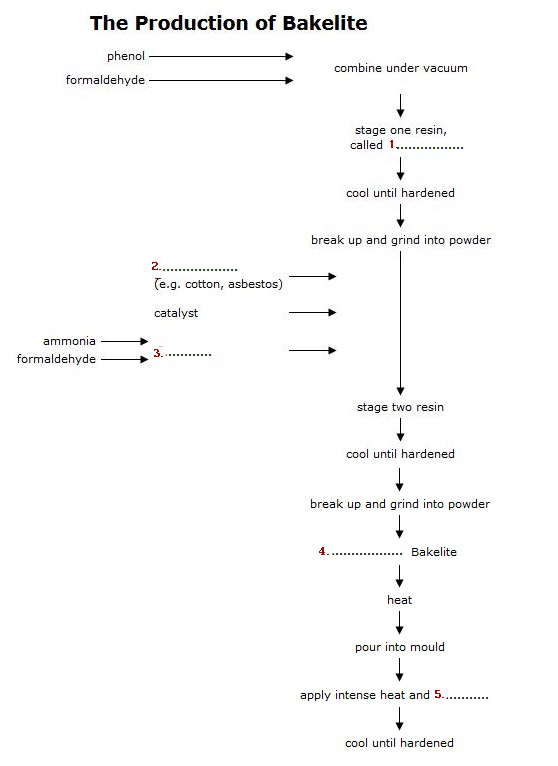 The Production of Bakelite
phenol
formaldehyde
combine under vacuum
stage one resin,
called 1..................
cool until hardened
break up and grind into powder
2....................
(e.g. cotton, asbestos)
catalyst
ammonia
formaldehyde
3.............
stage two resin
cool until hardened
break up and grind into powder
4................... Bakelite
heat
pour into mould
apply intense heat and 5............
cool until hardened